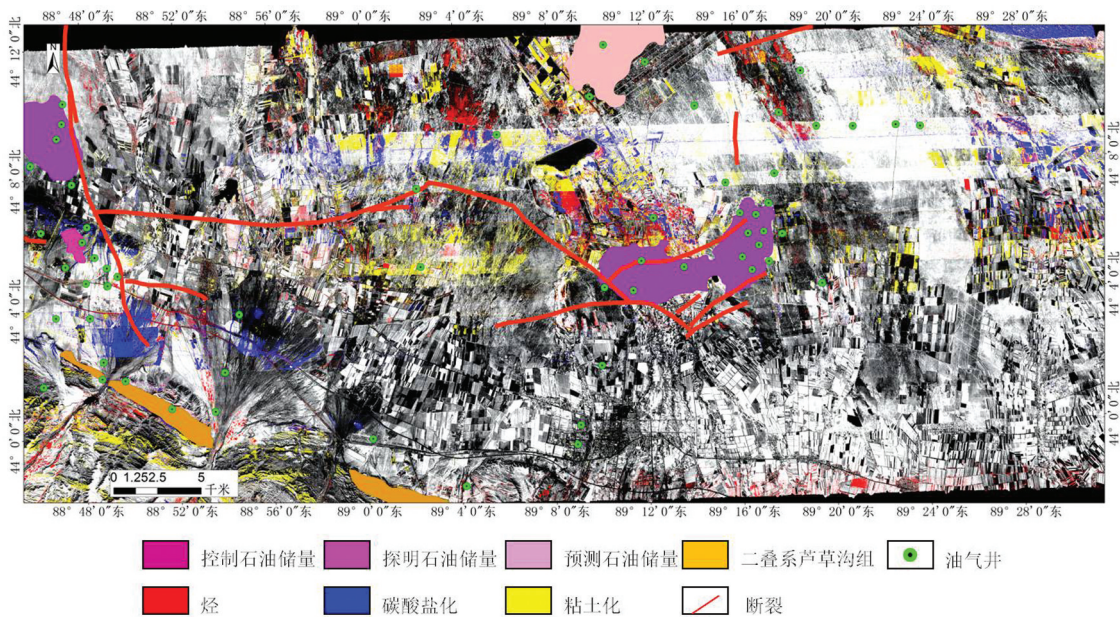 88° 48′ 0″东 88° 52′ 0″东 88° 56′ 0″东 89° 0′ 0″东 89° 4′ 0″东 89° 8′ 0″东 89° 12′ 0″东 89° 16′ 0″东 89° 20′ 0″东 89° 24′ 0″东 89° 28′ 0″东
44° 12′ 0″北
44° 8′ 0″北
44° 4′ 0″北
44° 0′ 0″北
N
44° 8′ 0″北
44° 4′ 0″北
44° 0′ 0″北
0 1.252.5 5
千米
88° 48′ 0″东 88° 52′ 0″东 88° 56′ 0″东 89° 0′ 0″东 89° 4′ 0″东 89° 8′ 0″东 89° 12′ 0″东 89° 16′ 0″东 89° 20′ 0″东 89° 24′ 0″东 89° 28′ 0″东
控制石油储量 探明石油储量 预测石油储量 二叠系芦草沟组 油气井
烃 碳酸盐化 粘土化 断裂